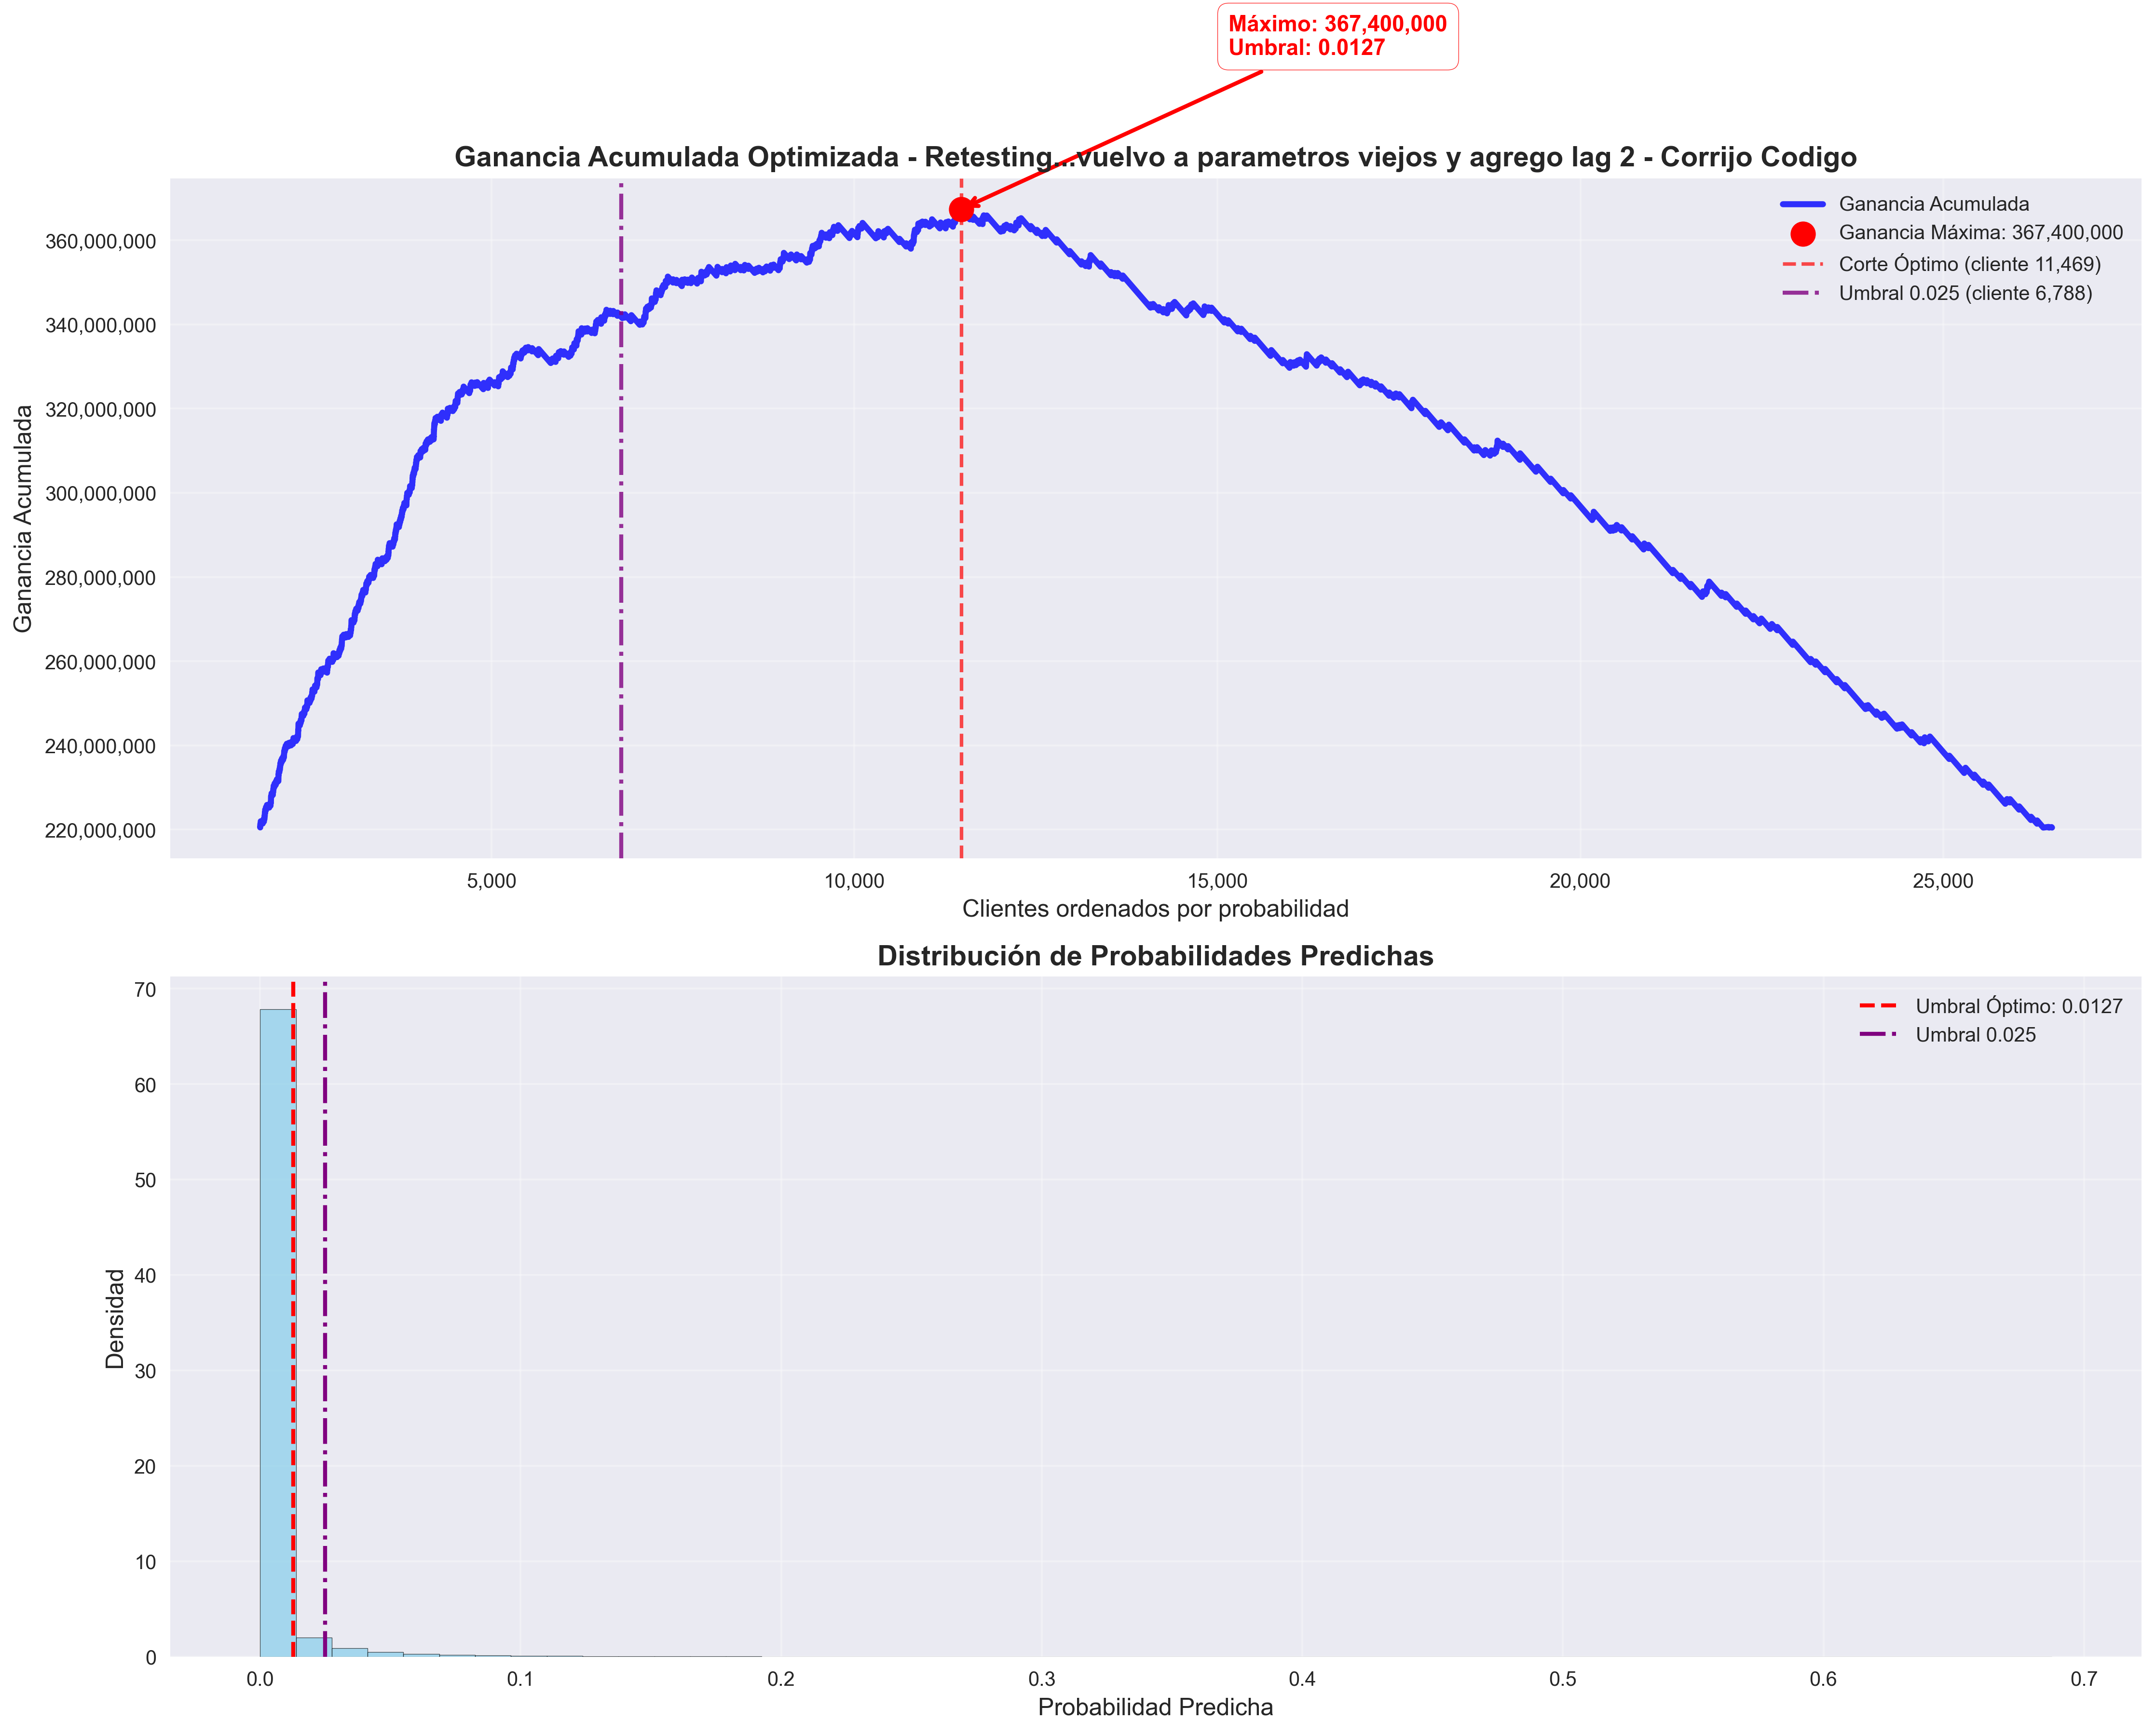 Máximo: 367,400,000
Umbral: 0.0127
Ganancia Acumulada Optimizada - Retesting...vuelvo a parametros viejos y agrego lag 2 - Corrijo Codigo
Ganancia Acumulada
Ganancia Máxima: 367,400,000
Corte Óptimo (cliente 11,469)
Umbral 0.025 (cliente 6,788)
Ganancia Acumulada
360,000,000
340,000,000
320,000,000
300,000,000
280,000,000
260,000,000
240,000,000
220,000,000
5,000
10,000
15,000
20,000
25,000
Clientes ordenados por probabilidad
Distribución de Probabilidades Predichas
Umbral Óptimo: 0.0127
Umbral 0.025
Densidad
70
60
50
40
30
20
10
0
0.0
0.1
0.2
0.3
0.4
0.5
0.6
0.7
Probabilidad Predicha